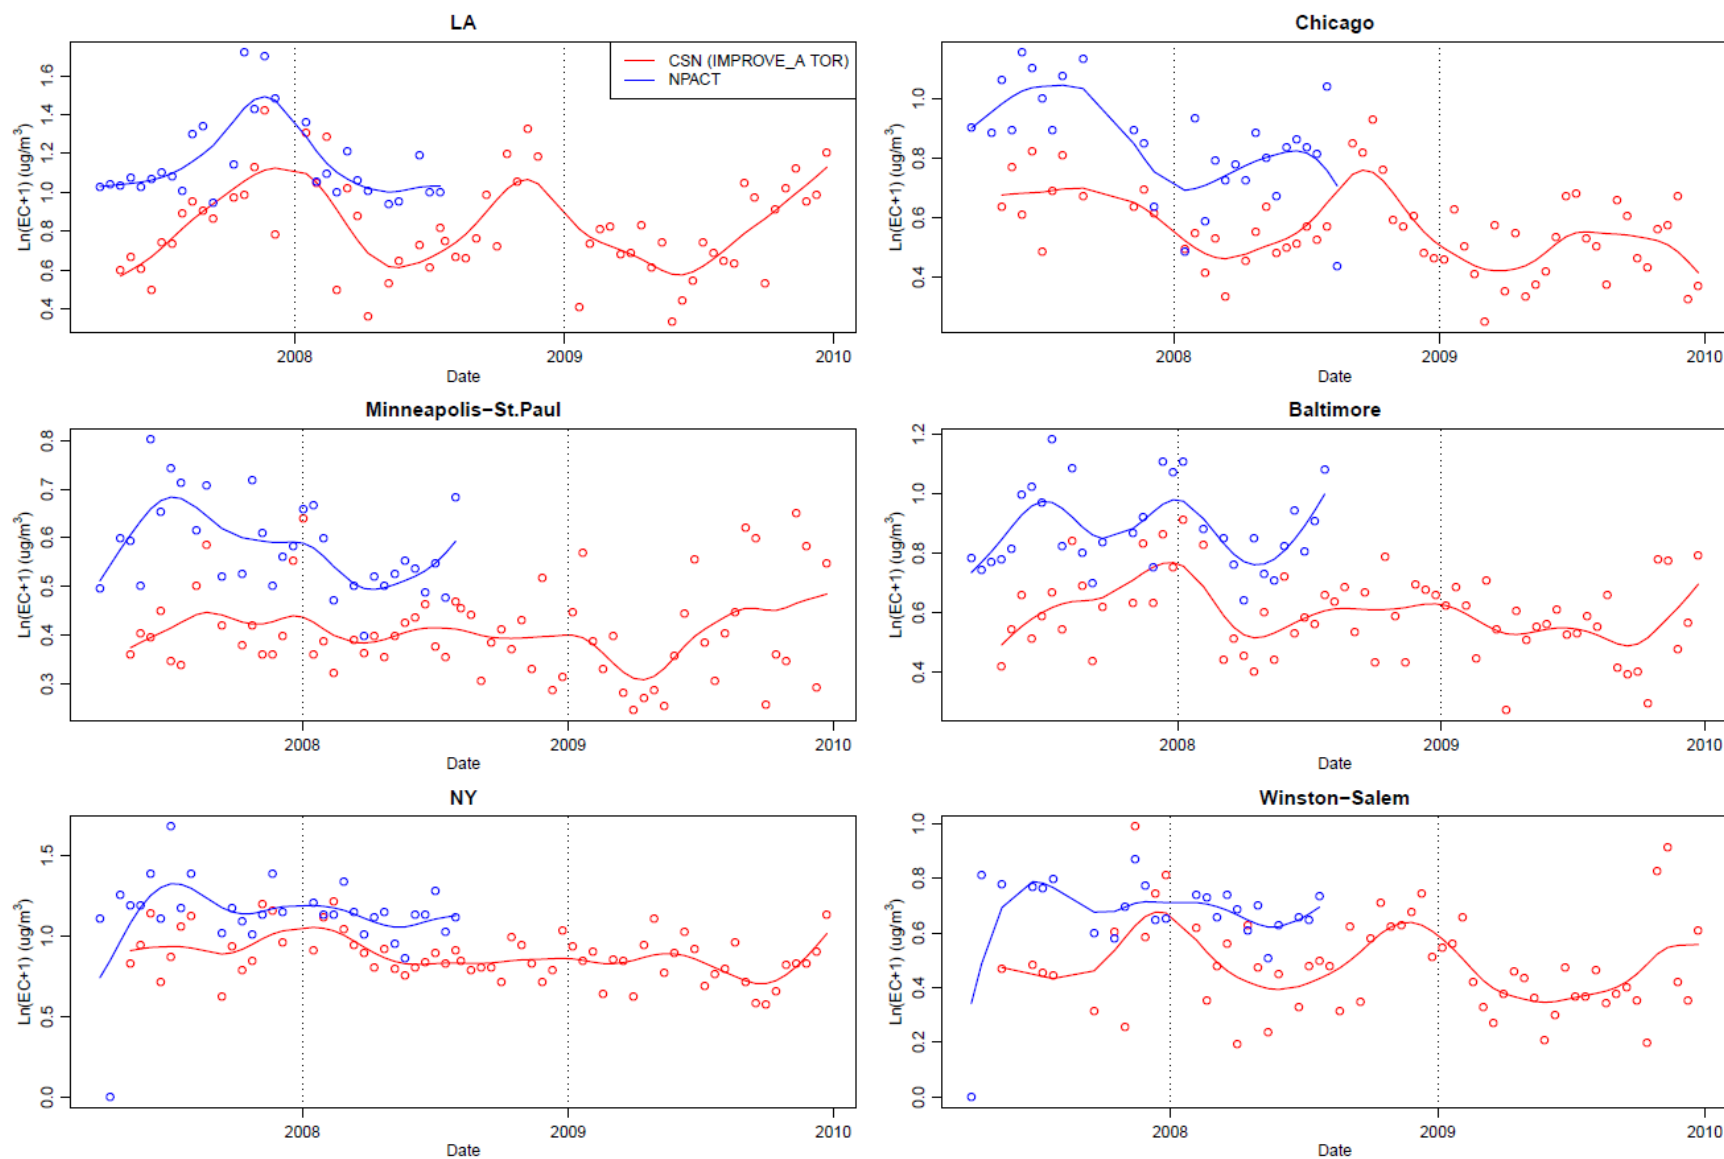 LA
Ln(EC+1) (ug/m³)
0.4 0.6 0.8 1.0 1.2 1.4 1.6
CSN (IMPROVE_A TOR)
NPACT
2008 2009 2010
Date
Chicago
Ln(EC+1) (ug/m³)
0.4 0.6 0.8 1.0
2008 2009 2010
Date
Minneapolis−St.Paul
Ln(EC+1) (ug/m³)
0.3 0.4 0.5 0.6 0.7 0.8
2008 2009 2010
Date
Baltimore
Ln(EC+1) (ug/m³)
0.4 0.6 0.8 1.0 1.2
2008 2009 2010
Date
NY
Ln(EC+1) (ug/m³)
0.0 0.5 1.0 1.5
2008 2009 2010
Date
Winston−Salem
Ln(EC+1) (ug/m³)
0.0 0.2 0.4 0.6 0.8 1.0
2008 2009 2010
Date